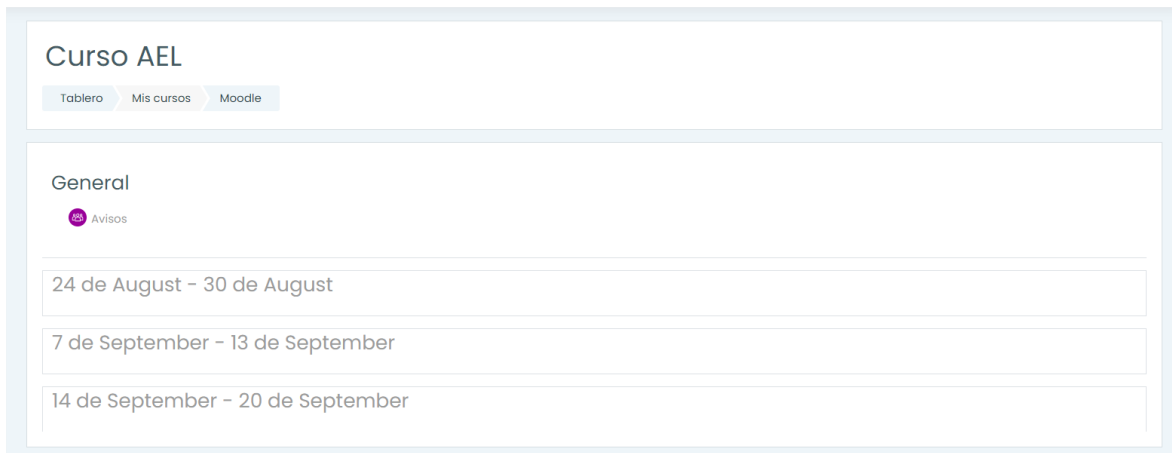 Curso AEL
Tablero Mis cursos Moodle
General
Avisos
24 de August - 30 de August
7 de September - 13 de September
14 de September - 20 de September